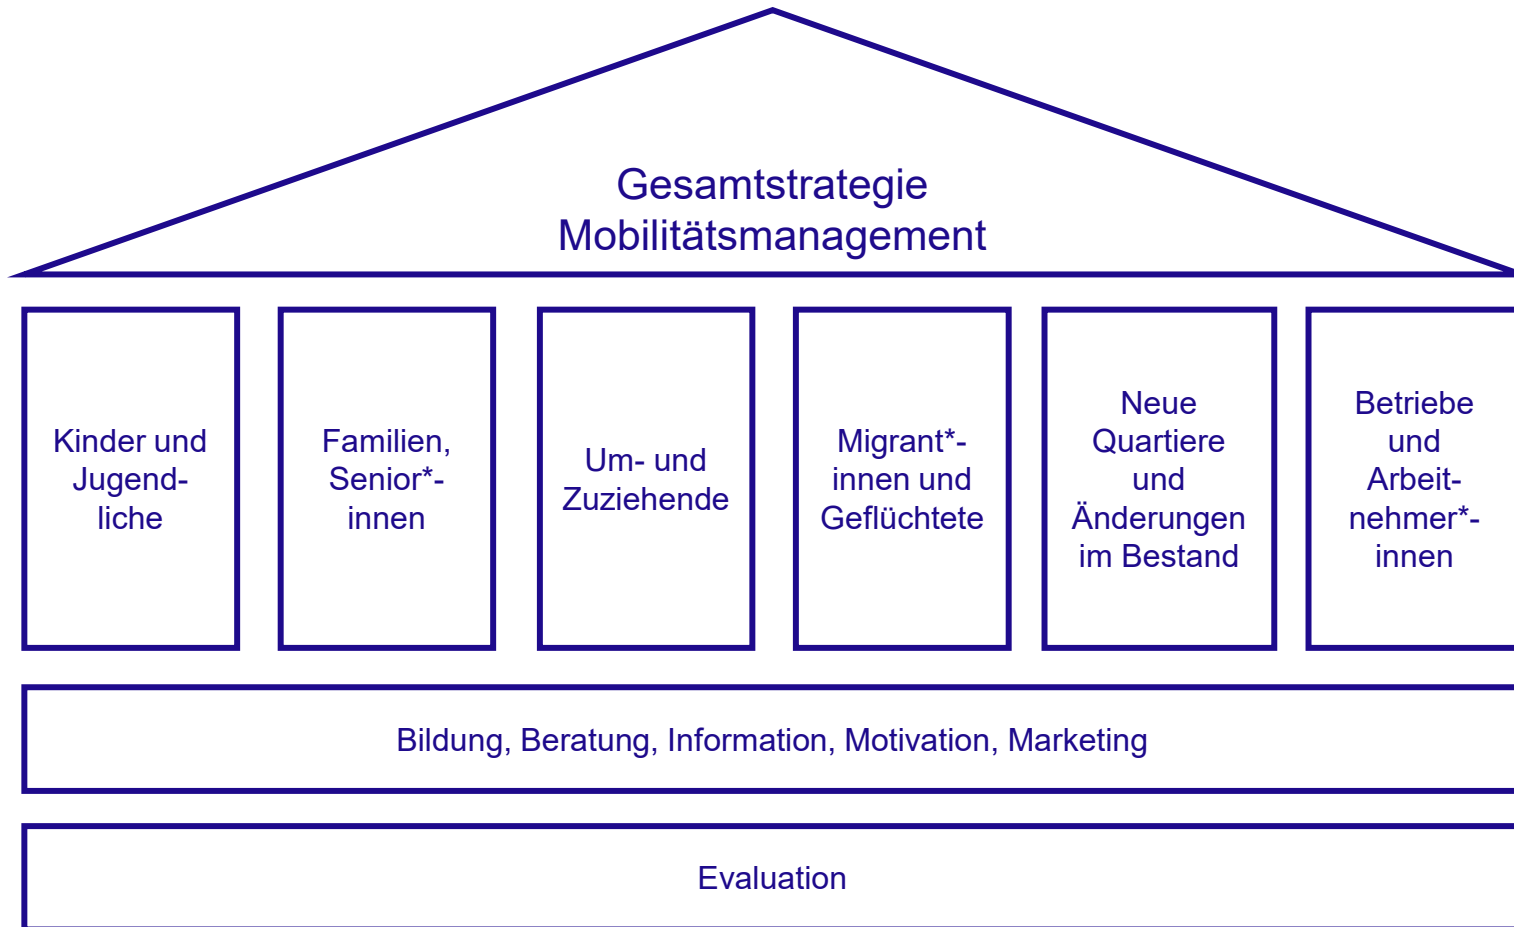 Gesamtstrategie
Mobilitätsmanagement
Kinder und
Jugend-
liche
Familien,
Senior*-
innen
Um- und
Zuziehende
Migrant*-
innen und
Geflüchtete
Neue
Quartiere
und
Änderungen
im Bestand
Betriebe
und
Arbeit-
nehmer*-
innen
Bildung, Beratung, Information, Motivation, Marketing
Evaluation